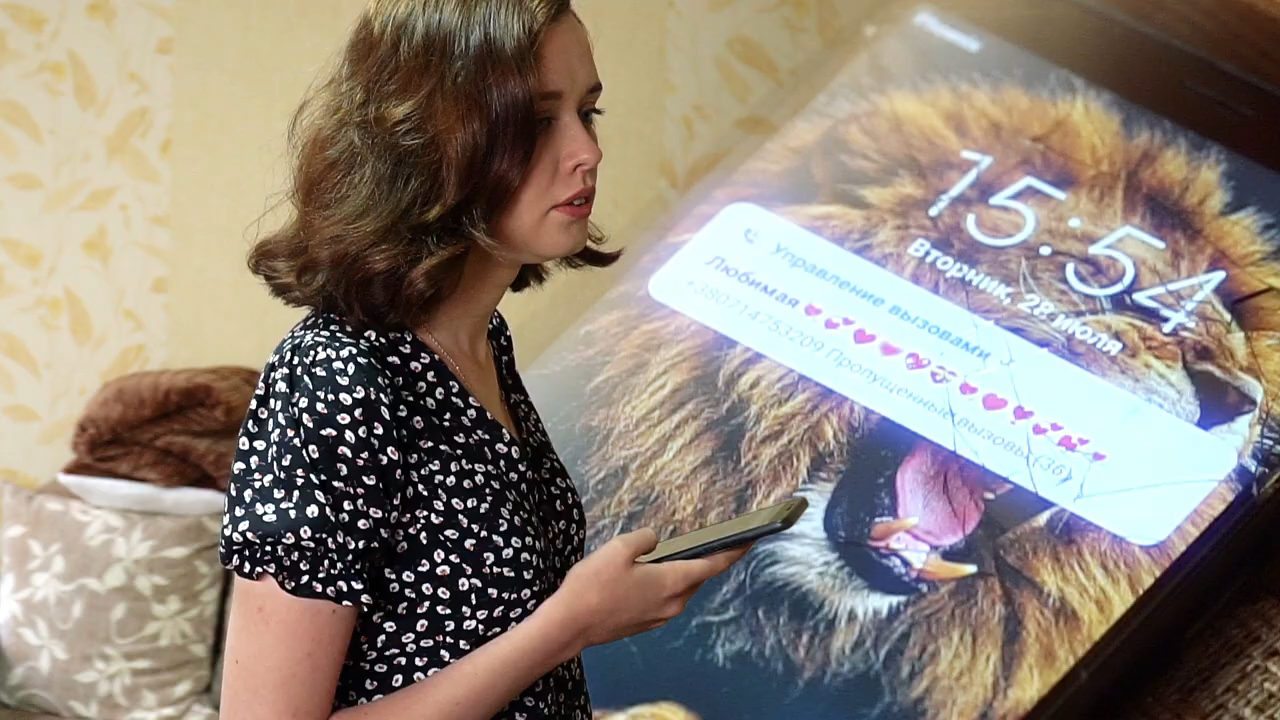 15:54
Вторник, 28 июля
Управление вызовами
Любимая
+380714753209 Пропущенные вызовы (36)